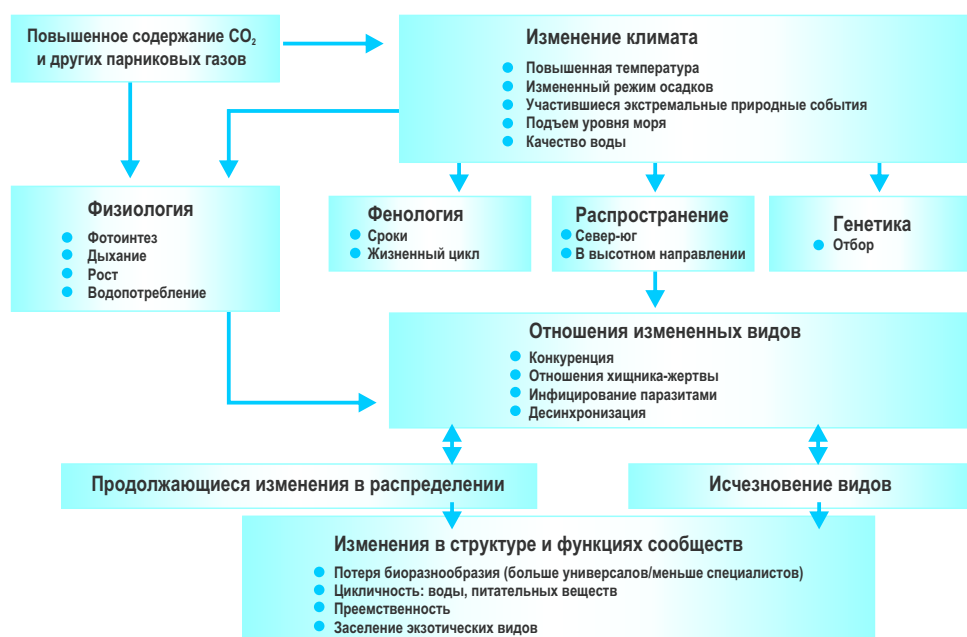 Повышенное содержание CO₂
и других парниковых газов
Изменение климата
Повышенная температура
Измененный режим осадков
Участившиеся экстремальные природные события
Подъем уровня моря
Качество воды
Физиология
Фотоинтез
Дыхание
Рост
Водопотребление
Фенология
Сроки
Жизненный цикл
Распространение
Север-юг
В высотном направлении
Генетика
Отбор
Отношения измененных видов
Конкуренция
Отношения хищника-жертвы
Инфицирование паразитами
Десинхронизация
Продолжающиеся изменения в распределении
Исчезновение видов
Изменения в структуре и функциях сообществ
Потеря биоразнообразия (больше универсалов/меньше специалистов)
Цикличность: воды, питательных веществ
Преемственность
Заселение экзотических видов